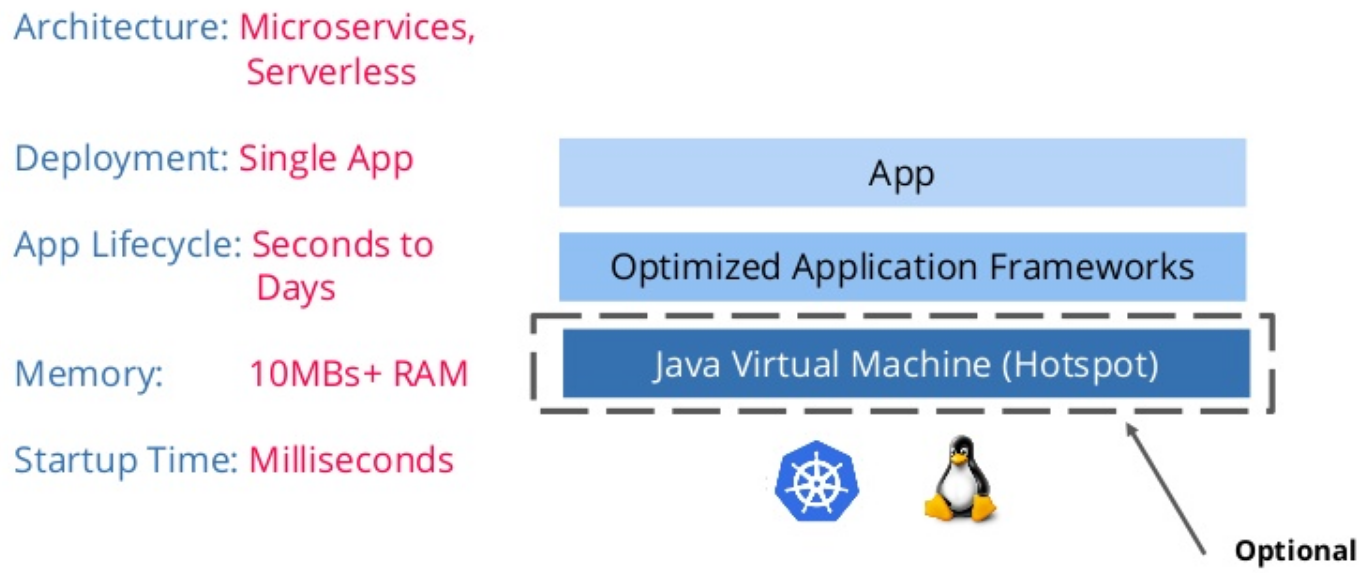 Architecture: Microservices,
Serverless
Deployment: Single App
App Lifecycle: Seconds to
Days
Memory: 10MBs+ RAM
Startup Time: Milliseconds
App
Optimized Application Frameworks
Java Virtual Machine (Hotspot)
Optional